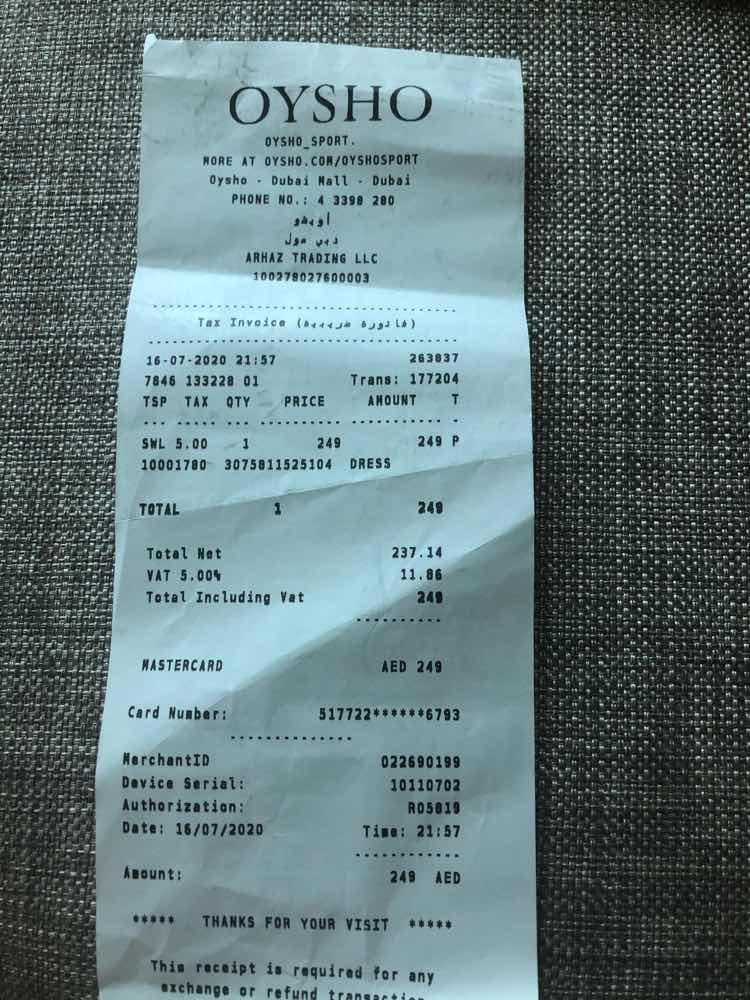 OYSHO
OYSHO_SPORT.
MORE AT OYSHO.COM/OYSHOSPORT
Oysho - Dubai Mall - Dubai
PHONE NO.: 4 3398 280
أويشو
دبي مول
ARHAZ TRADING LLC
100278027600003
Tax Invoice (فاتورة ضريبية)
16-07-2020 21:57 263837
7846 133228 01 Trans: 177204
TSP TAX QTY PRICE AMOUNT T
SWL 5.00 1 249 249 P
10001780 3075811525104 DRESS
TOTAL 1 249
Total Net 237.14
VAT 5.00% 11.86
Total Including Vat 249
MASTERCARD AED 249
Card Number: 517722******6793
MerchantID 022690199
Device Serial: 10110702
Authorization: R05819
Date: 16/07/2020 Time: 21:57
Amount: 249 AED
***** THANKS FOR YOUR VISIT *****
This receipt is required for any
exchange or refund